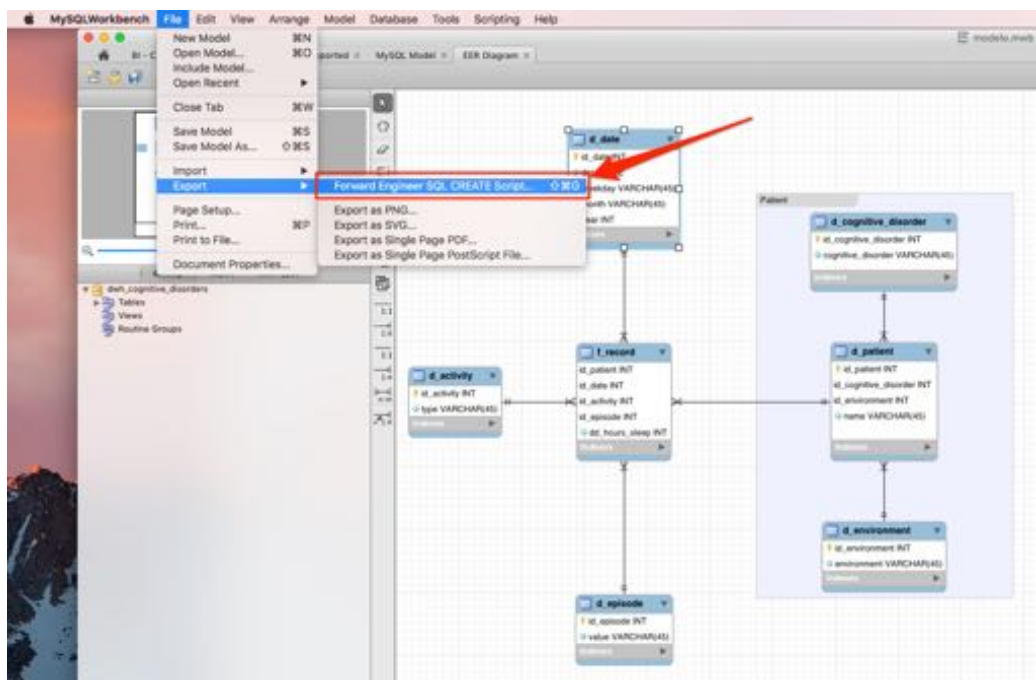 MySQLWorkbench File Edit View Arrange Model Database Tools Scripting Help
modelo.mwb
MySQL Model
EER Diagram
New Model ⌘N
Open Model... ⌘O
Include Model...
Open Recent
Close Tab ⌘W
Save Model ⌘S
Save Model As... ⇧⌘S
Import
Export
Page Setup...
Print... ⌘P
Print to File...
Document Properties...
Forward Engineer SQL CREATE Script... ⇧⌘G
Export as PNG...
Export as SVG...
Export as Single Page PDF...
Export as Single Page PostScript File...
dwh_cognitive_disorders
Tables
Views
Routine Groups
1:1
1:1
d_date
VARCHAR(45)
VARCHAR(45)
INT
Patient
d_cognitive_disorder
id_cognitive_disorder INT
cognitive_disorder VARCHAR(45)
Indexes
f_record
id_patient INT
id_date INT
id_activity INT
id_episode INT
dd_hours_sleep INT
Indexes
d_activity
id_activity INT
type VARCHAR(45)
Indexes
d_patient
id_patient INT
id_cognitive_disorder INT
id_environment INT
name VARCHAR(45)
Indexes
d_environment
id_environment INT
environment VARCHAR(45)
Indexes
d_episode
id_episode INT
value VARCHAR(45)
Indexes